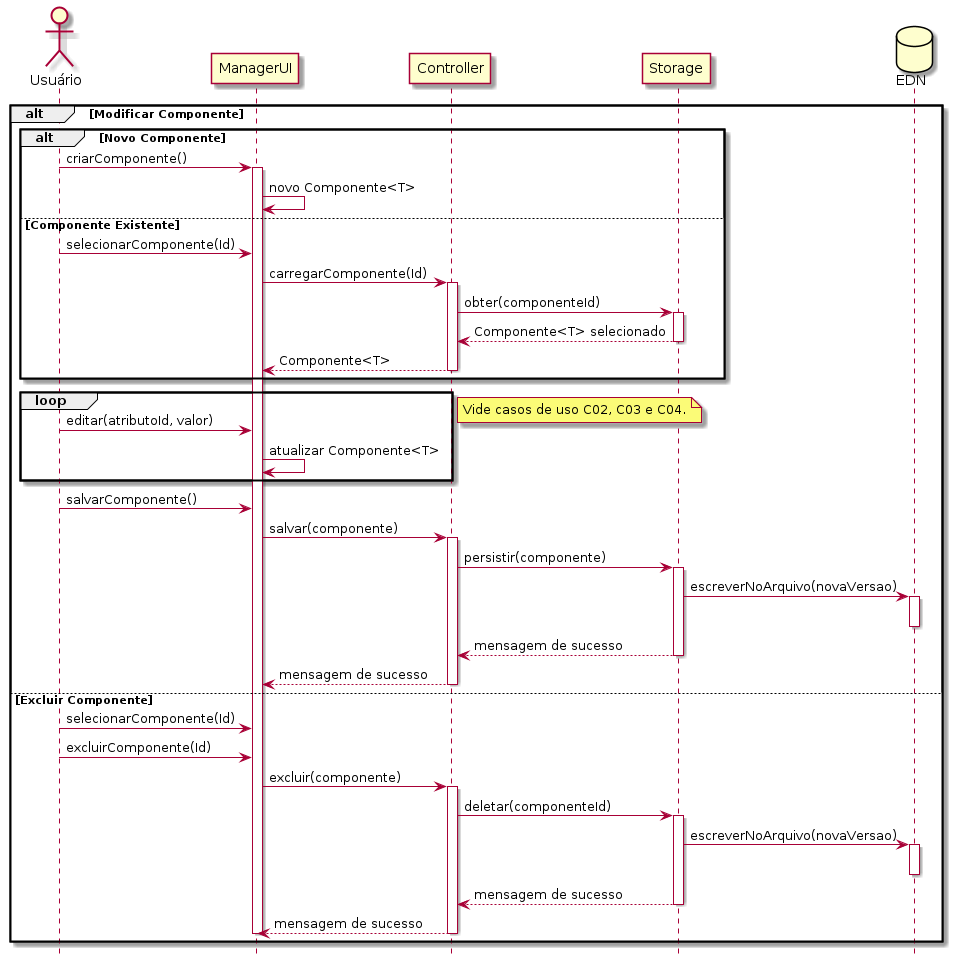 Usuário
ManagerUI
Controller
Storage
EDN
alt [Modificar Componente]
alt [Novo Componente]
criarComponente()
novo Componente<T>
[Componente Existente]
selecionarComponente(Id)
carregarComponente(Id)
obter(componenteId)
Componente<T> selecionado
Componente<T>
loop
Vide casos de uso C02, C03 e C04.
editar(atributoId, valor)
atualizar Componente<T>
salvarComponente()
salvar(componente)
persistir(componente)
escreverNoArquivo(novaVersao)
mensagem de sucesso
mensagem de sucesso
[Excluir Componente]
selecionarComponente(Id)
excluirComponente(Id)
excluir(componente)
deletar(componenteId)
escreverNoArquivo(novaVersao)
mensagem de sucesso
mensagem de sucesso